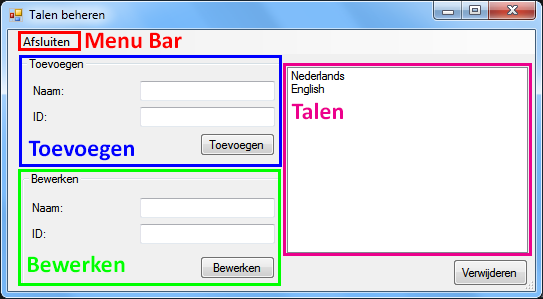 Talen beheren
Afsluiten Menu Bar
Toevoegen
Naam:
ID:
Toevoegen
Toevoegen
Bewerken
Naam:
ID:
Bewerken
Bewerken
Nederlands
English
Talen
Verwijderen